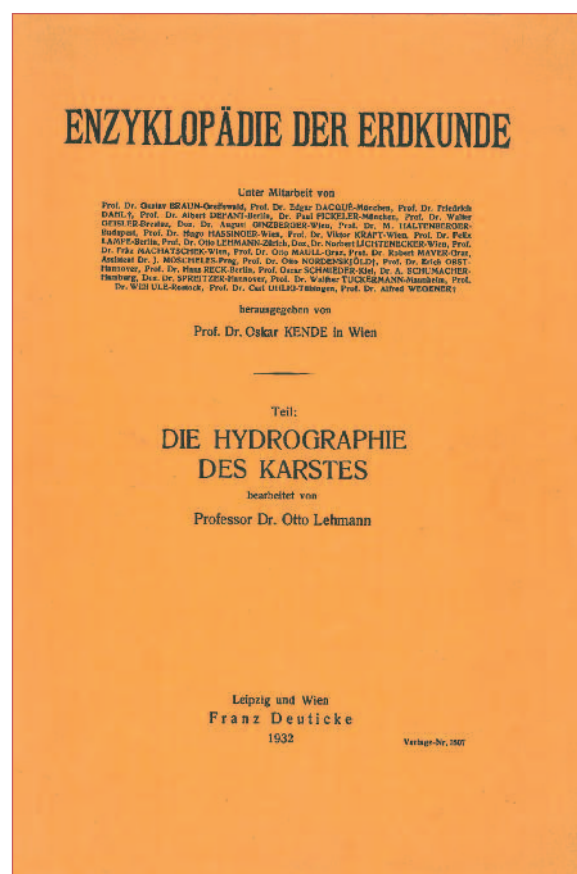 ENZYKLOPÄDIE DER ERDKUNDE
Unter Mitarbeit von
Prof. Dr. Gustav BRAUN-Greifswald, Prof. Dr. Edgar DACQUÉ-München, Prof. Dr. Friedrich
DAHL†, Prof. Dr. Albert DEFANT-Berlin, Dr. Paul FICKELER-München, Prof. Dr. Walter
GEISLER-Breslau, Doz. Dr. August GINZBERGER-Wien, Prof. Dr. M. HALTENBERGER-
Budapest, Prof. Dr. Hugo HASSINGER-Wien, Prof. Dr. Viktor KRAFT-Wien, Prof. Dr. Felix
LAMPE-Berlin, Prof. Dr. Otto LEHMANN-Zürich, Doz. Dr. Norbert LICHTENECKER-Wien, Prof.
Dr. Fritz MACHATSCHEK-Wien, Prof. Dr. Otto MAULL-Graz, Prof. Dr. Robert MAYER-Graz,
Assistent Dr. J. MOSCHELES-Prag, Prof. Dr. Otto NORDENSKJÖLD†, Prof. Dr. Erich OBST-
Hannover, Prof. Dr. Hans RECK-Berlin, Prof. Oscar SCHMIEDER-Kiel, Dr. A. SCHUMACHER-
Hamburg, Doz. Dr. SPREITZER-Hannover, Prof. Dr. Walther TUCKERMANN-Mannheim, Prof.
Dr. Willi ULE-Rostock, Prof. Dr. Carl UHLIG-Tübingen, Prof. Dr. Alfred WEGENER†
herausgegeben von
Prof. Dr. Oskar KENDE in Wien
Teil:
DIE HYDROGRAPHIE
DES KARSTES
bearbeitet von
Professor Dr. Otto Lehmann
Leipzig und Wien
Franz Deuticke
1932
Verlags-Nr.